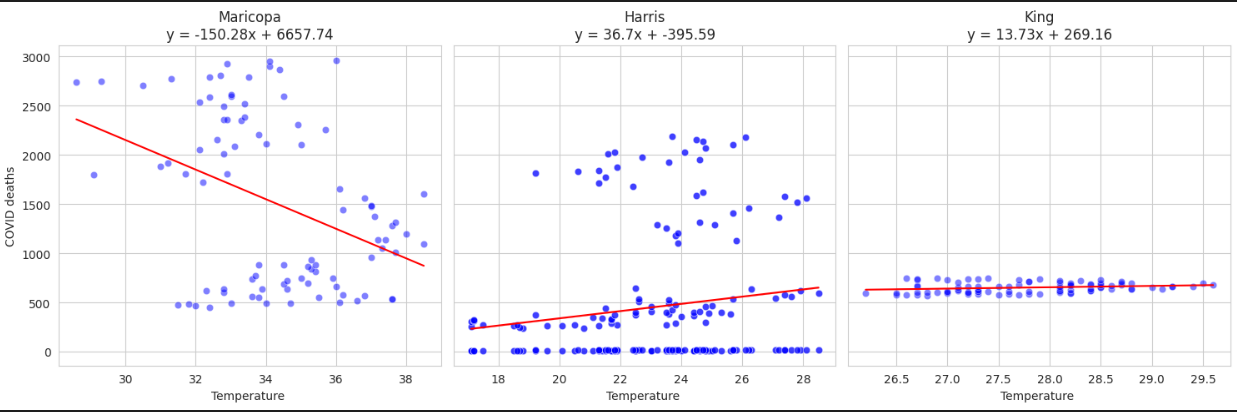 Maricopa
y = -150.28x + 6657.74
Harris
y = 36.7x + -395.59
King
y = 13.73x + 269.16
COVID deaths
3000
2500
2000
1500
1000
500
0
30 32 34 36 38
18 20 22 24 26 28
26.5 27.0 27.5 28.0 28.5 29.0 29.5
Temperature
Temperature
Temperature